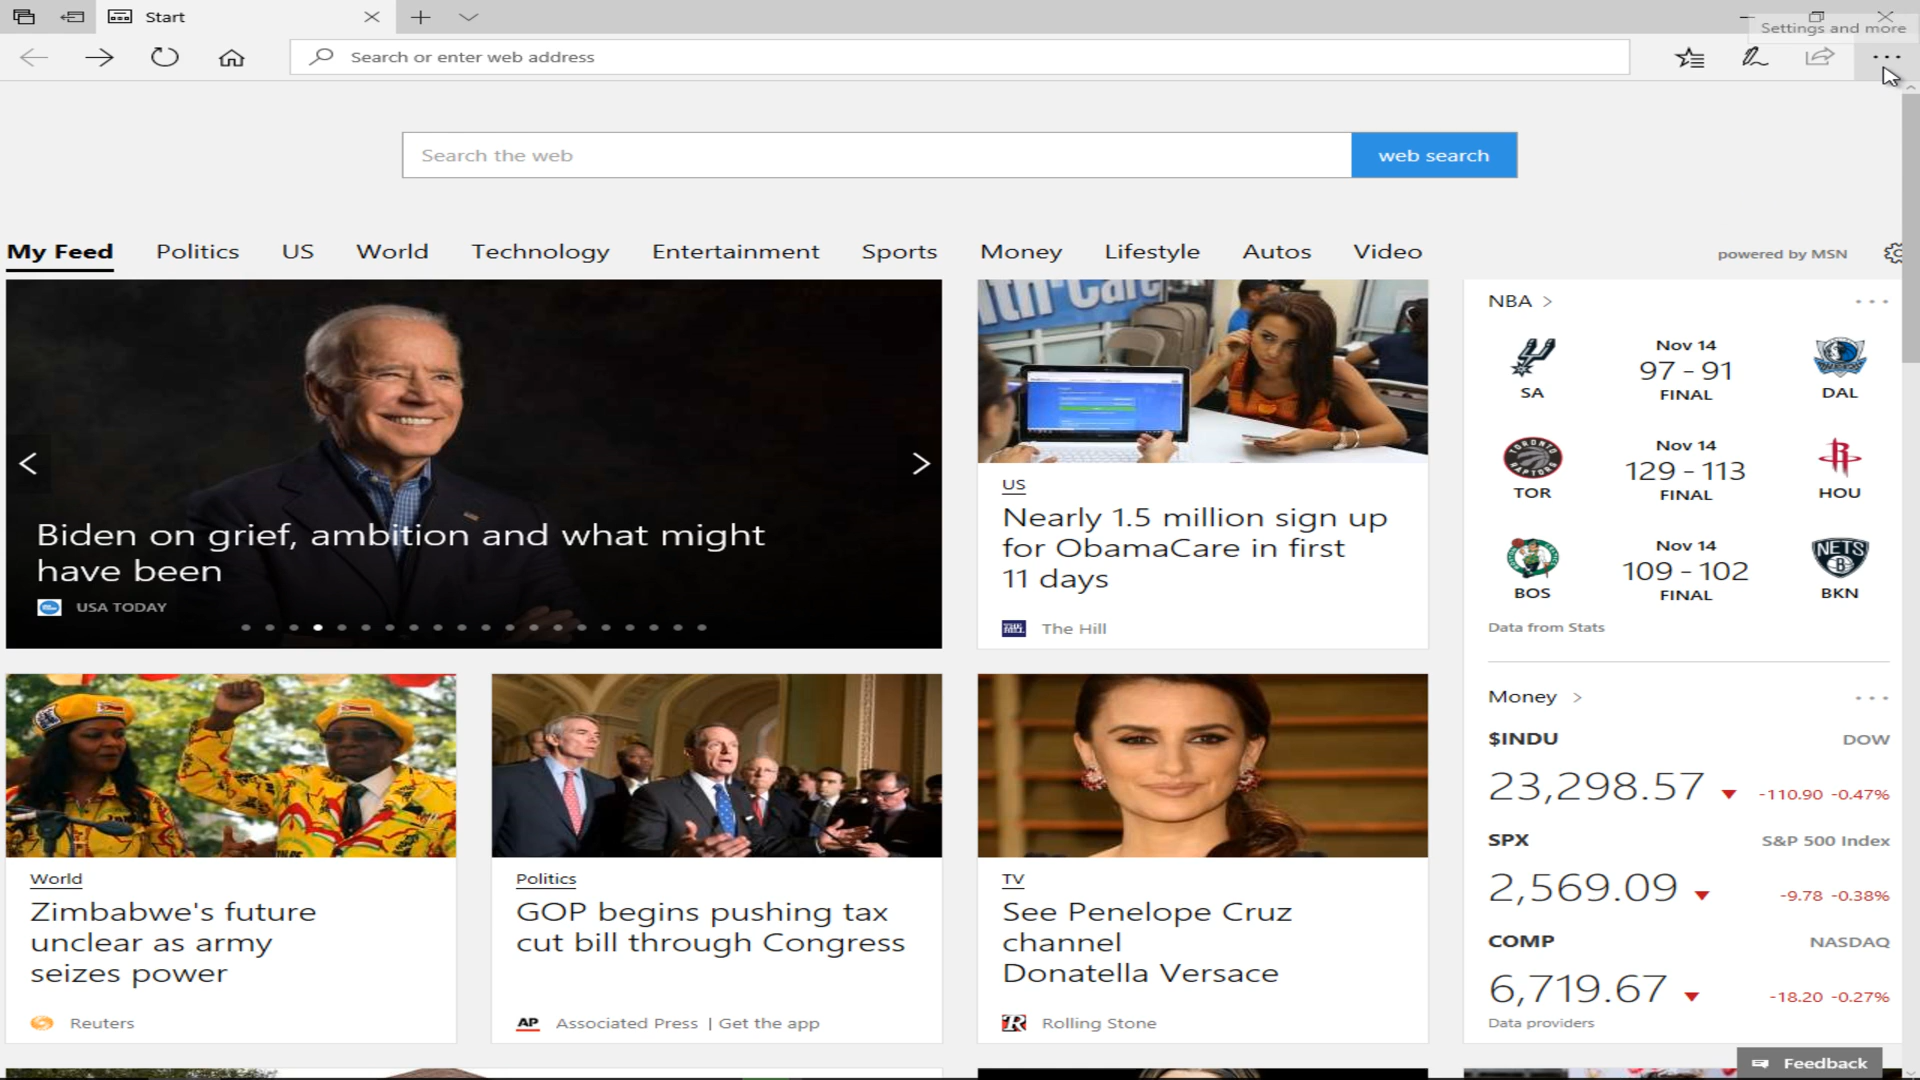 Start
Settings and more
Search or enter web address
Search the web
web search
My Feed Politics US World Technology Entertainment Sports Money Lifestyle Autos Video
powered by MSN
Biden on grief, ambition and what might
have been
USA TODAY
lth Care
US
Nearly 1.5 million sign up
for ObamaCare in first
11 days
THE HILL
The Hill
NBA >
Nov 14
97 - 91
FINAL
SA
DAL
TORONTO
RAPTORS
Nov 14
129 - 113
FINAL
TOR
HOU
NETS
B
Nov 14
109 - 102
FINAL
BOS
BKN
Data from Stats
World
Zimbabwe's future
unclear as army
seizes power
Reuters
Politics
GOP begins pushing tax
cut bill through Congress
AP
Associated Press | Get the app
TV
See Penelope Cruz
channel
Donatella Versace
R
Rolling Stone
Money >
$INDU
DOW
23,298.57
-110.90 -0.47%
SPX
S&P 500 Index
2,569.09
-9.78 -0.38%
COMP
NASDAQ
6,719.67
-18.20 -0.27%
Data providers
Feedback